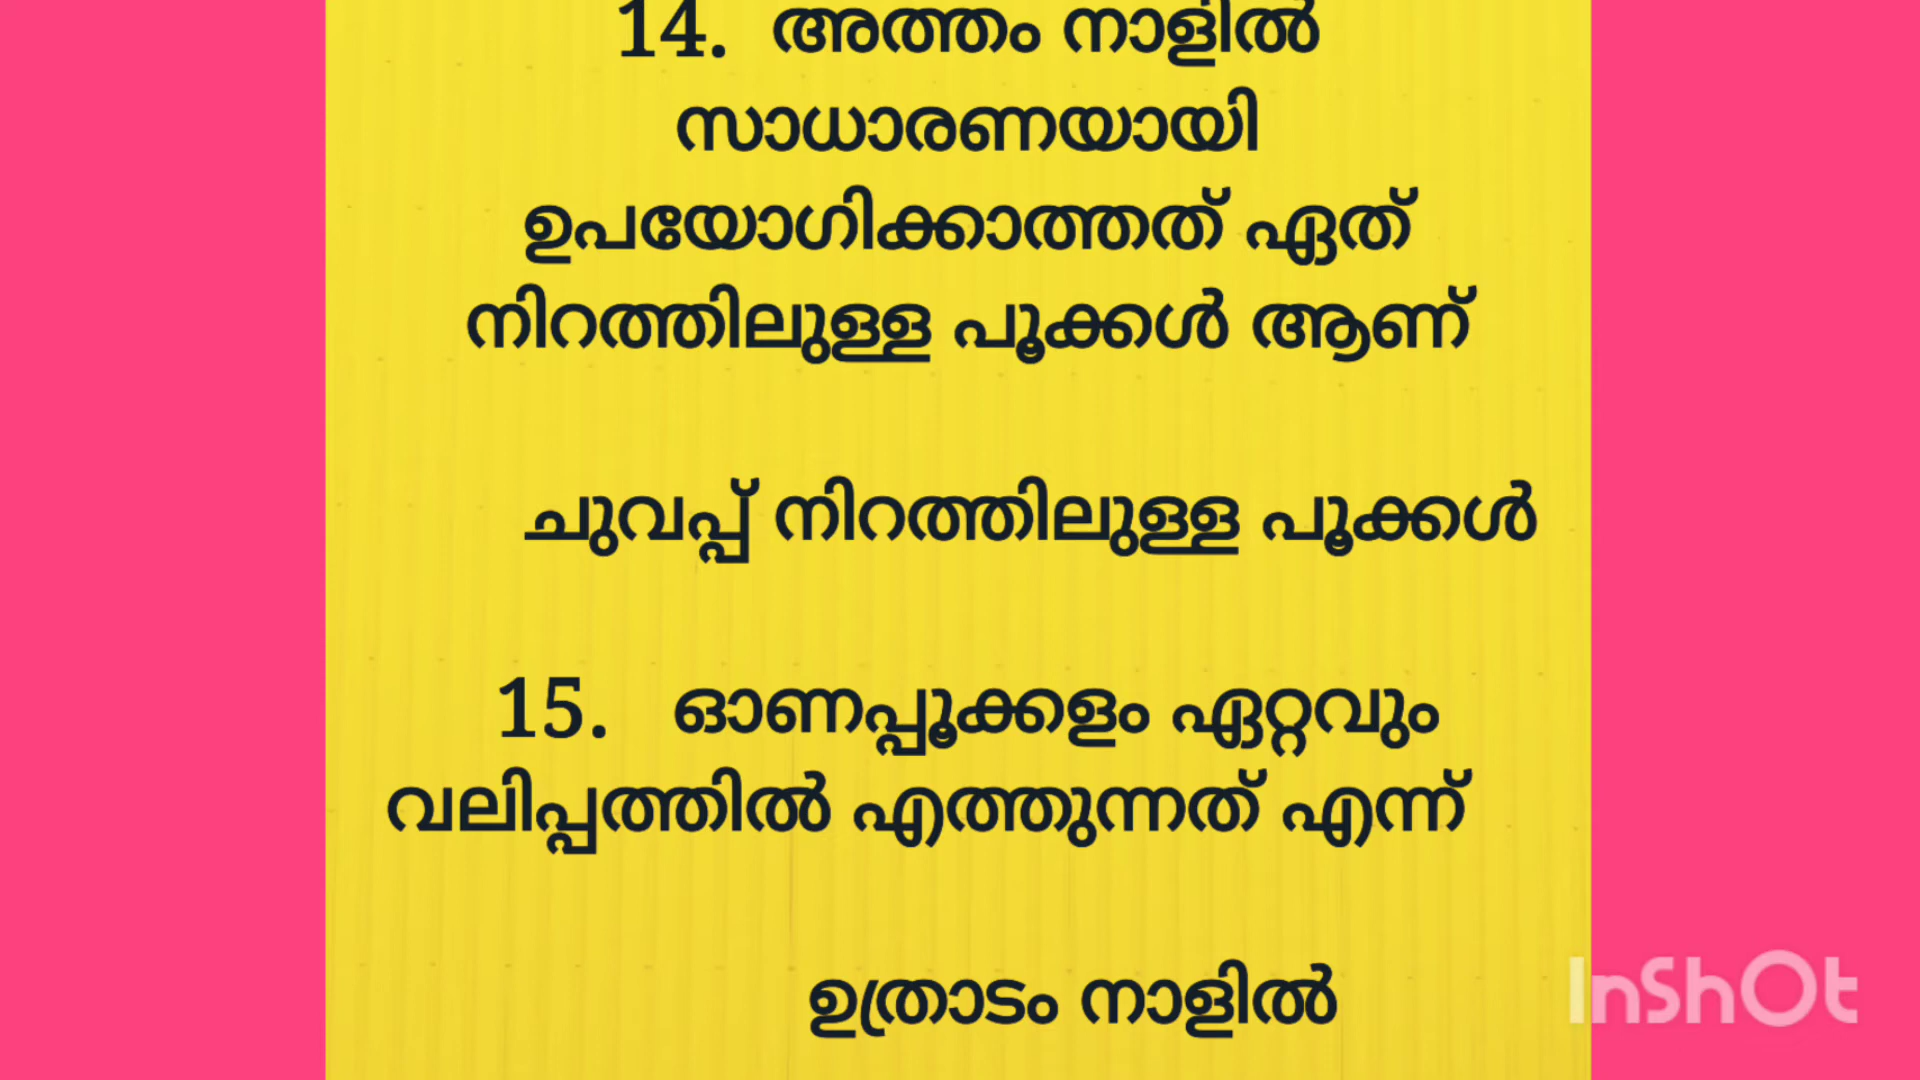 14. അത്തം നാളിൽ
സാധാരണയായി
ഉപയോഗിക്കാത്തത് ഏത്
നിറത്തിലുള്ള പൂക്കൾ ആണ്
ചുവപ്പ് നിറത്തിലുള്ള പൂക്കൾ
15. ഓണപ്പൂക്കളം ഏറ്റവും
വലിപ്പത്തിൽ എത്തുന്നത് എന്ന്
ഉത്രാടം നാളിൽ
InShOt